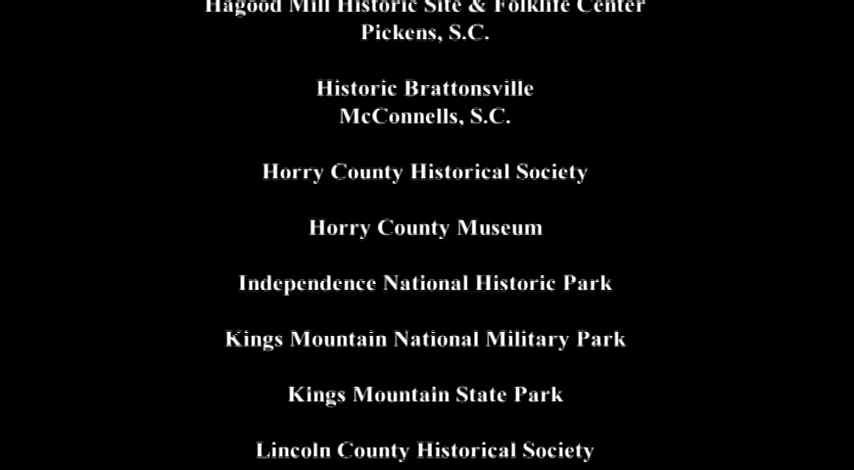 Hagood Mill Historic Site & Folklife Center
Pickens, S.C.
Historic Brattonsville
McConnells, S.C.
Horry County Historical Society
Horry County Museum
Independence National Historic Park
Kings Mountain National Military Park
Kings Mountain State Park
Lincoln County Historical Society